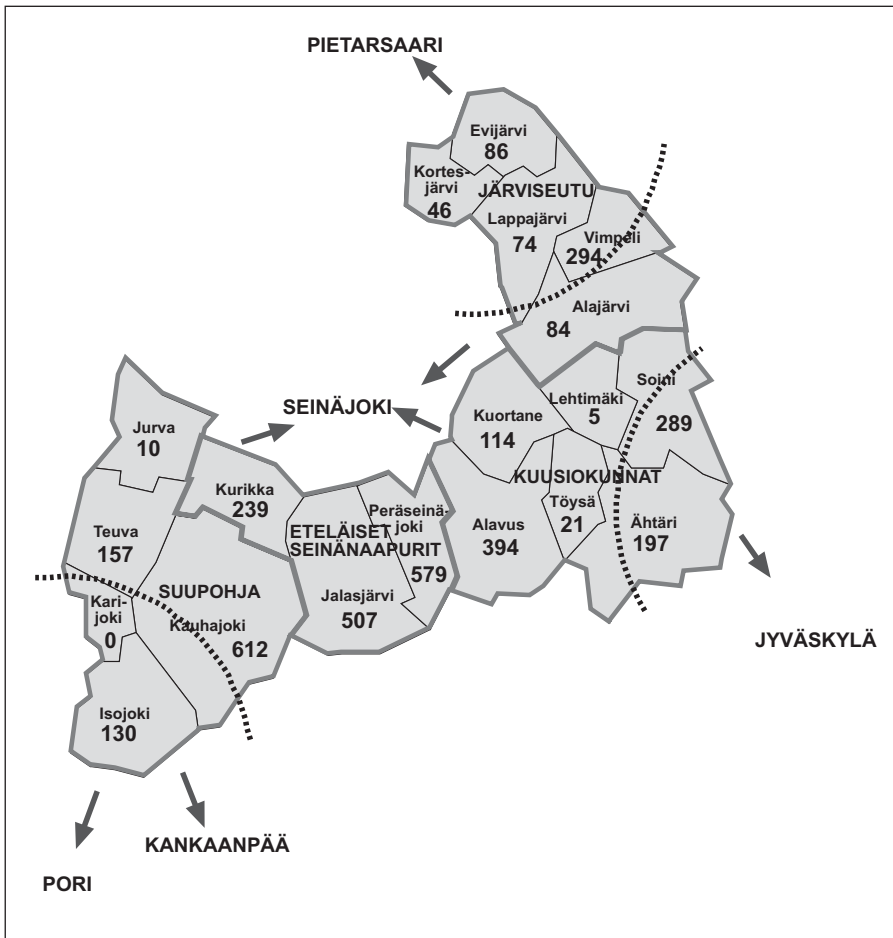 PIETARSAARI
Evijärvi
86
Kortes-
järvi
46
JÄRVISEUTU
Lappajärvi
74
Vimpeli
294
Alajärvi
84
SEINÄJOKI
Kuortane
114
Lehtimäki
5
Soini
289
Jurva
10
Kurikka
239
KUUSIOKUNNAT
Töysä
21
Alavus
394
Ähtäri
197
Peräseinä-
joki
579
ETELÄISET
SEINÄNAAPURIT
Jalasjärvi
507
Teuva
157
SUUPOHJA
Kari-
joki
0
Kauhajoki
612
Isojoki
130
JYVÄSKYLÄ
KANKAANPÄÄ
PORI